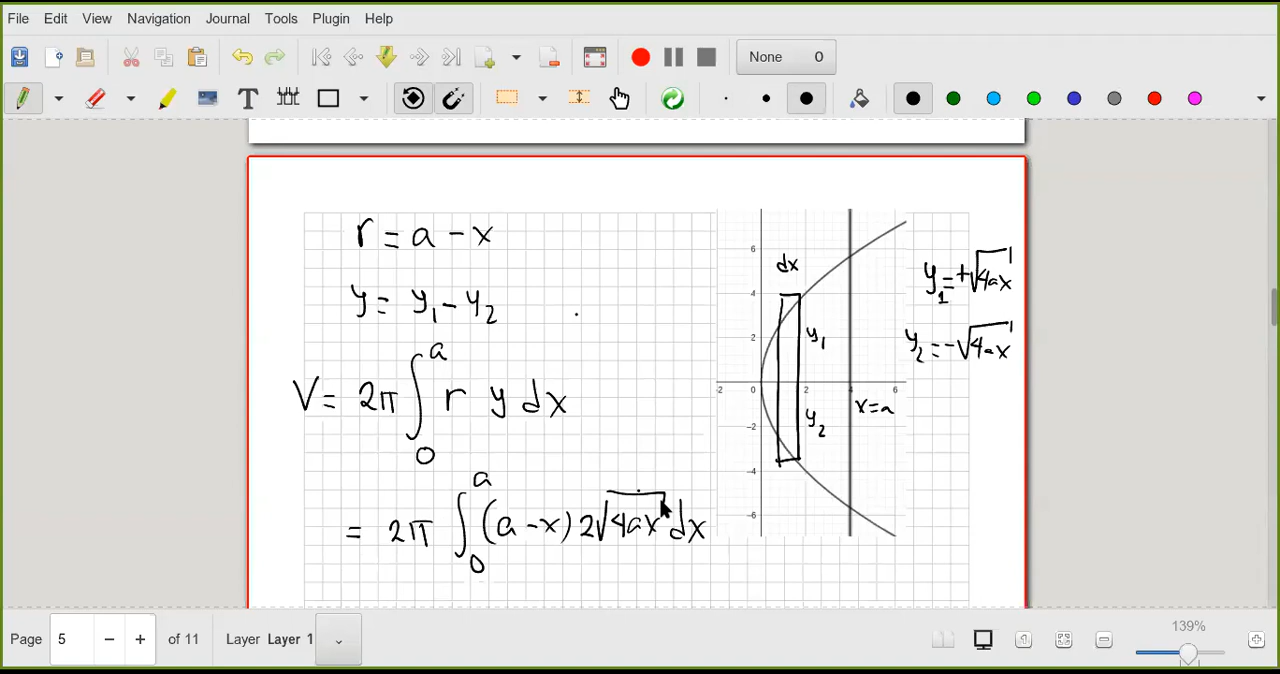 File Edit View Navigation Journal Tools Plugin Help
None 0
r = a - x
y = y₁ - y₂
V = 2π ∫₀ᵃ r y dx
= 2π ∫₀ᵃ (a - x) 2√4ax dx
dx
y₁
y₂
x = a
6
4
2
-2 0 2 4 6
-2
-4
-6
y₁ = +√4ax
y₂ = -√4ax
Page 5 of 11 Layer Layer 1 139%